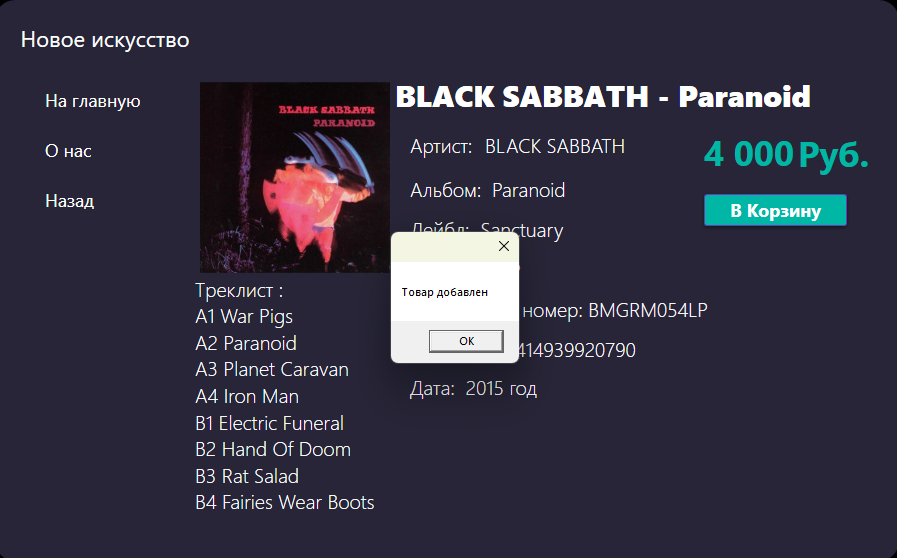 Новое искусство
На главную
О нас
Назад
BLACK SABBATH
PARANOID
BLACK SABBATH - Paranoid
Артист: BLACK SABBATH
4 000 Руб.
В Корзину
Альбом: Paranoid
Лейбл: Sanctuary
Товар добавлен
OK
номер: BMGRM054LP
414939920790
Дата: 2015 год
Треклист :
A1 War Pigs
A2 Paranoid
A3 Planet Caravan
A4 Iron Man
B1 Electric Funeral
B2 Hand Of Doom
B3 Rat Salad
B4 Fairies Wear Boots